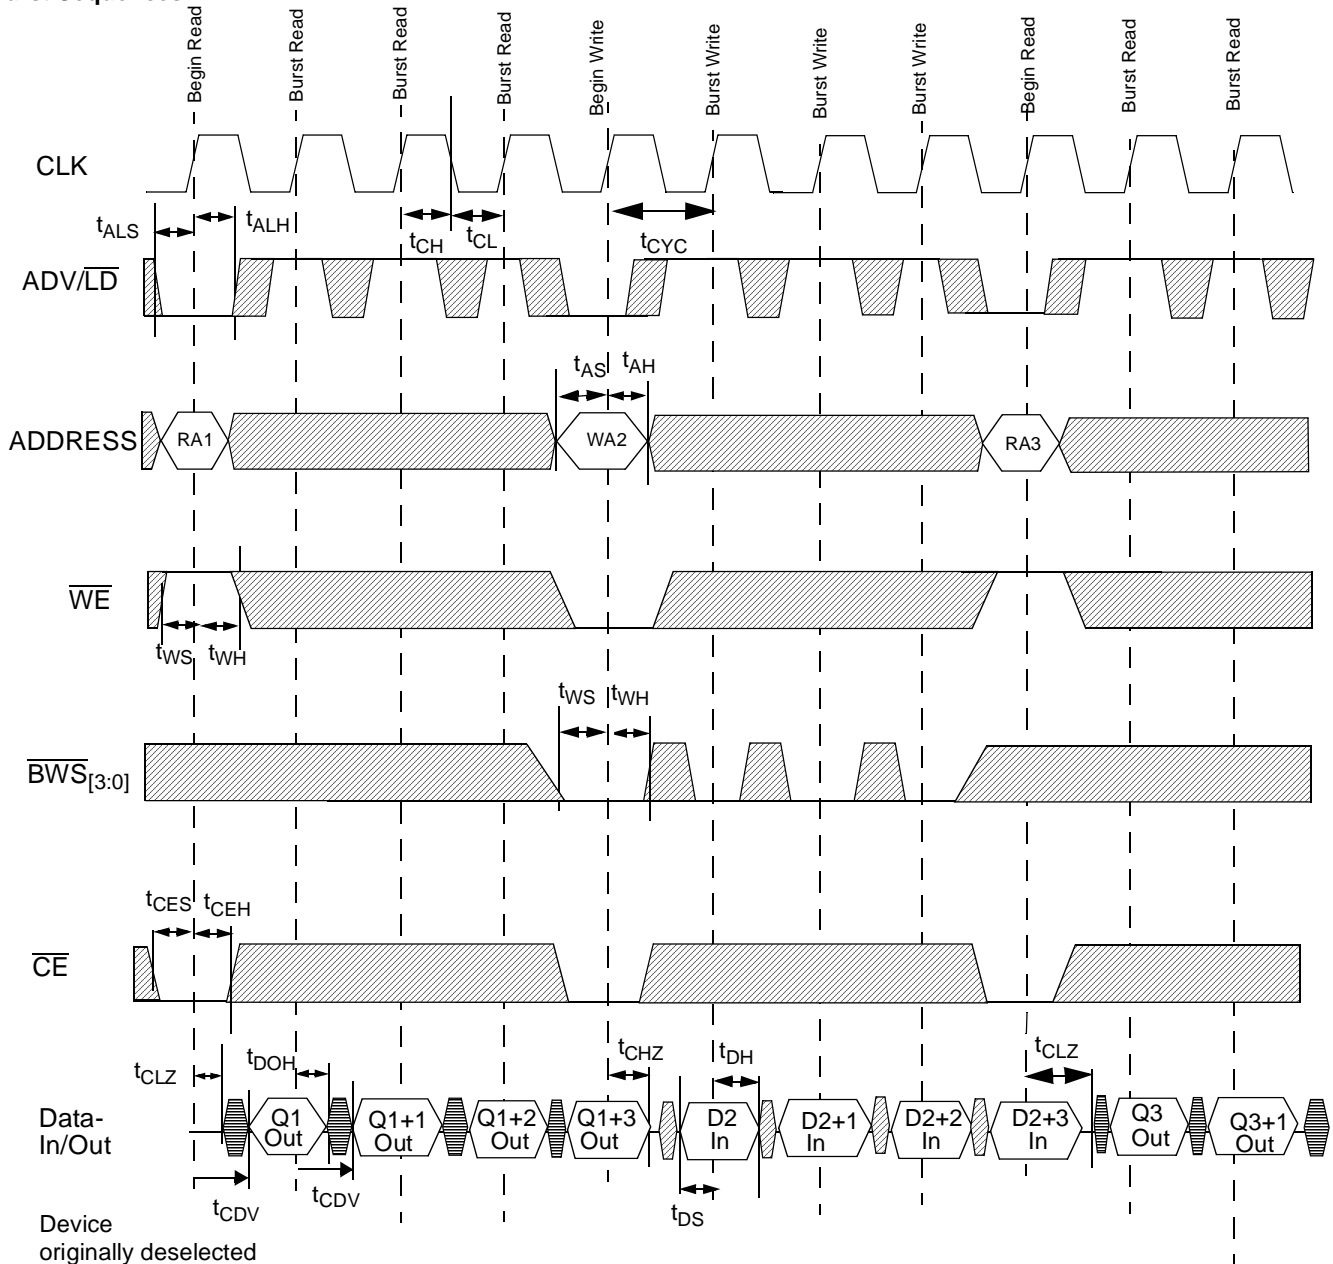 Begin Read
Burst Read
Burst Read
Burst Read
Begin Write
Burst Write
Burst Write
Burst Write
Begin Read
Burst Read
Burst Read
CLK
tALS
tALH
tCH
tCL
tCYC
ADV/LD
tAS
tAH
ADDRESS
RA1
WA2
RA3
WE
tWS
tWH
tWS
tWH
BWS[3:0]
tCES
tCEH
CE
tCLZ
tDOH
tCHZ
tDH
tCLZ
Data-
In/Out
Q1
Out
Q1+1
Out
Q1+2
Out
Q1+3
Out
D2
In
D2+1
In
D2+2
In
D2+3
In
Q3
Out
Q3+1
Out
tCDV
tCDV
tDS
Device
originally deselected